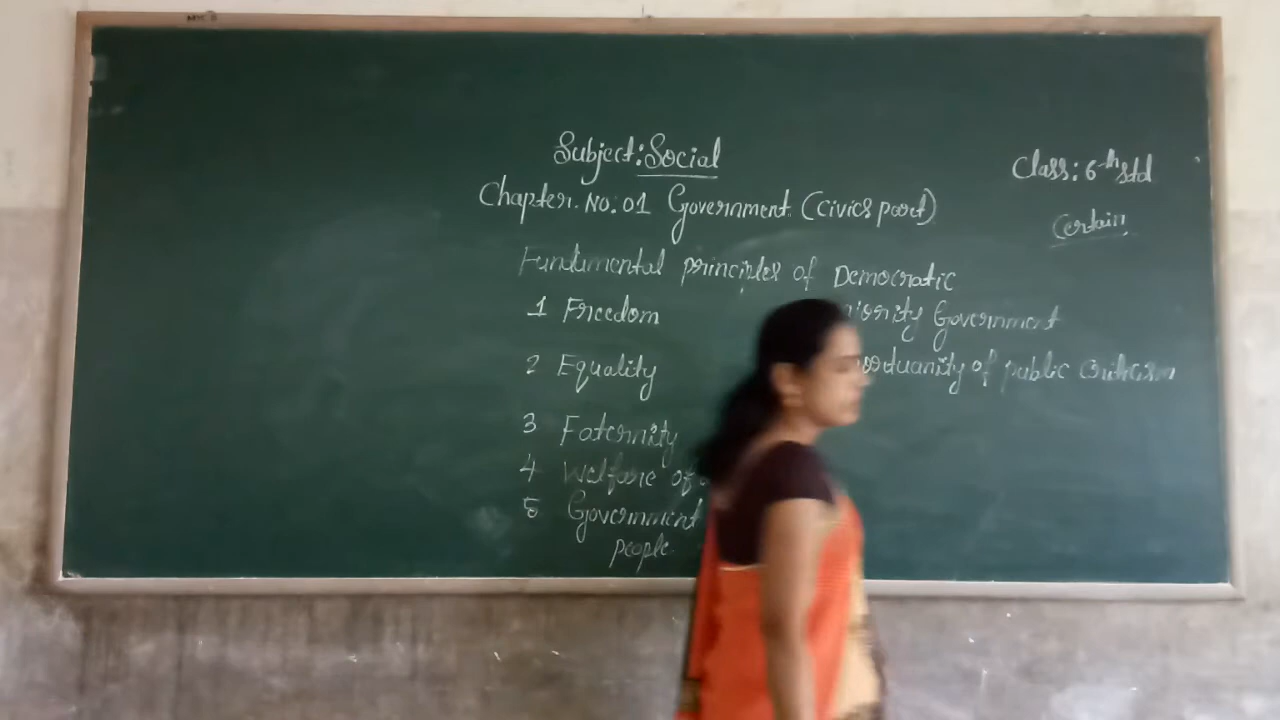 Subject: Social
Class: 6th std
Chapter. No: 01 Government. (Civics part)
Certain
Fundumental principles of Democratic
1 Freedom
Government
2 Equality
of public
3 Faternity
4 Welfare of
5 Government
people.